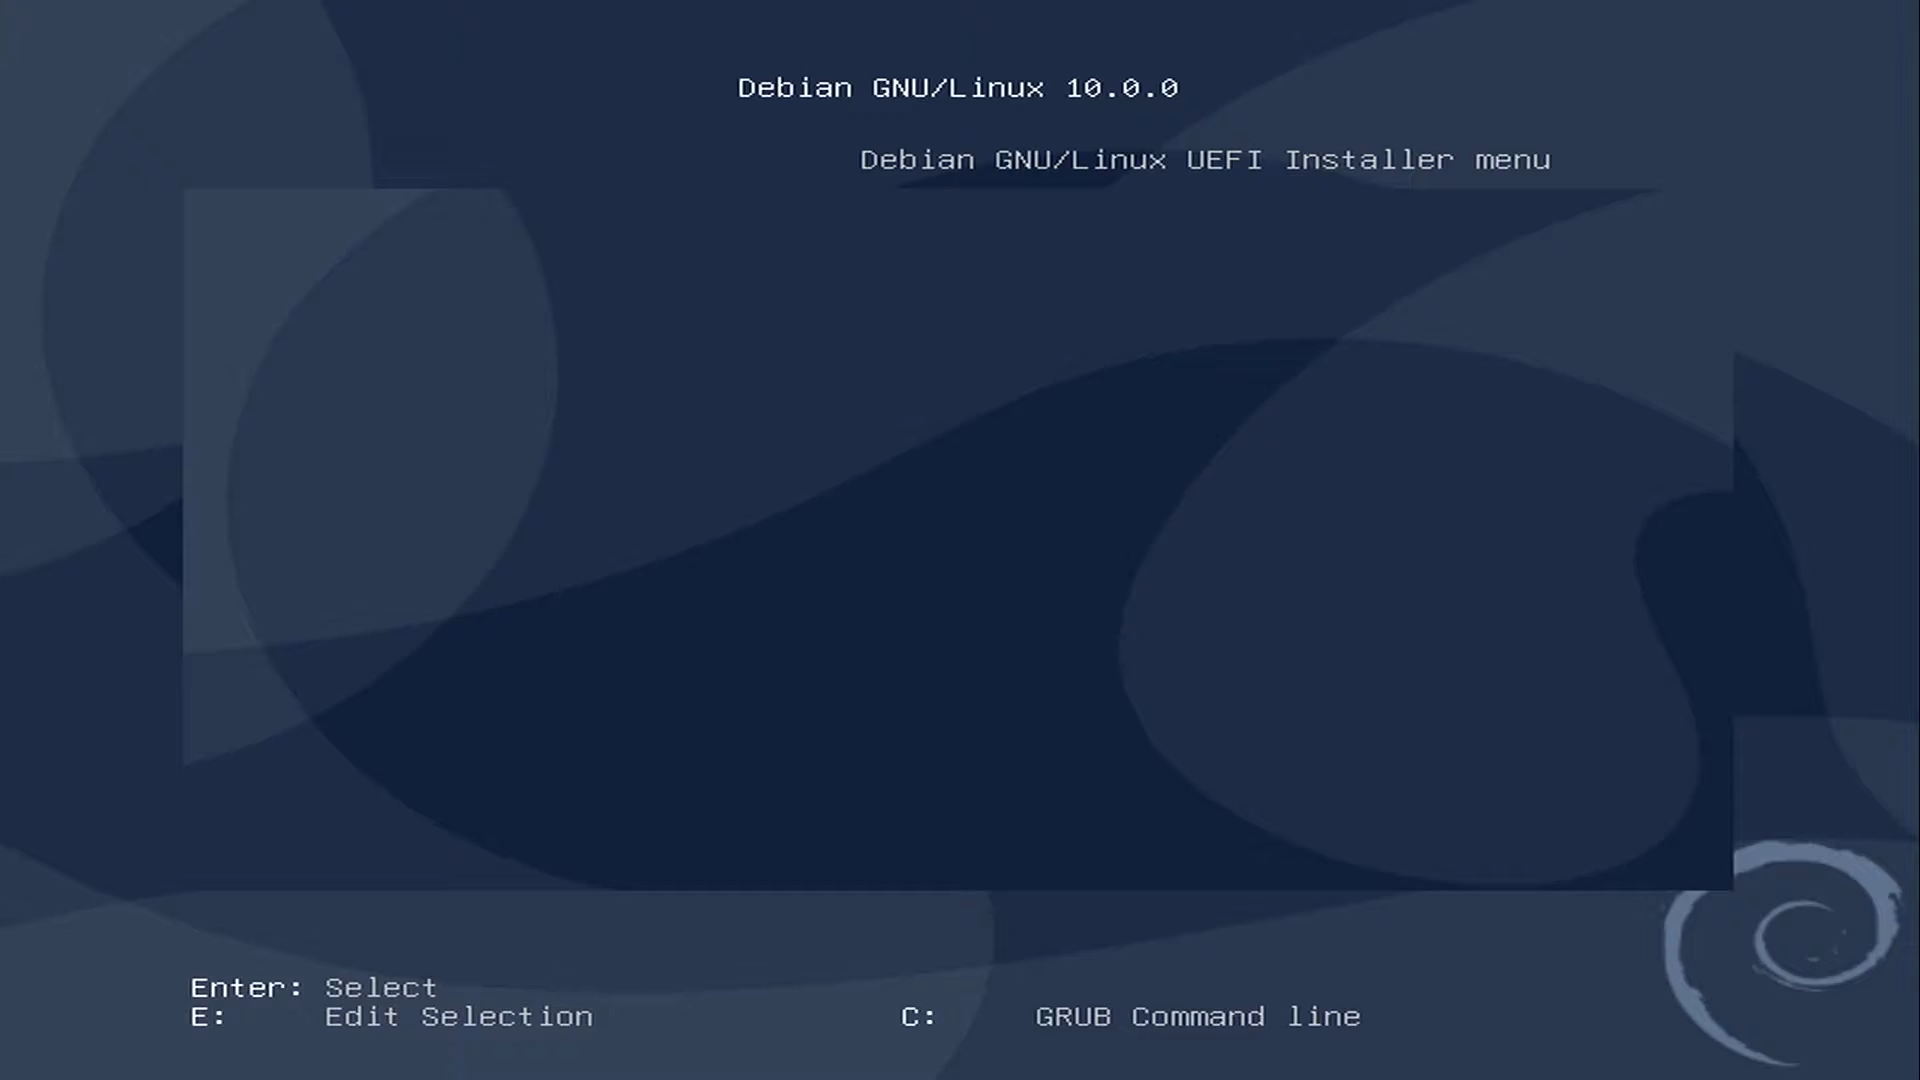 Debian GNU/Linux 10.0.0
Debian GNU/Linux UEFI Installer menu
Enter: Select
E: Edit Selection
C: GRUB Command line